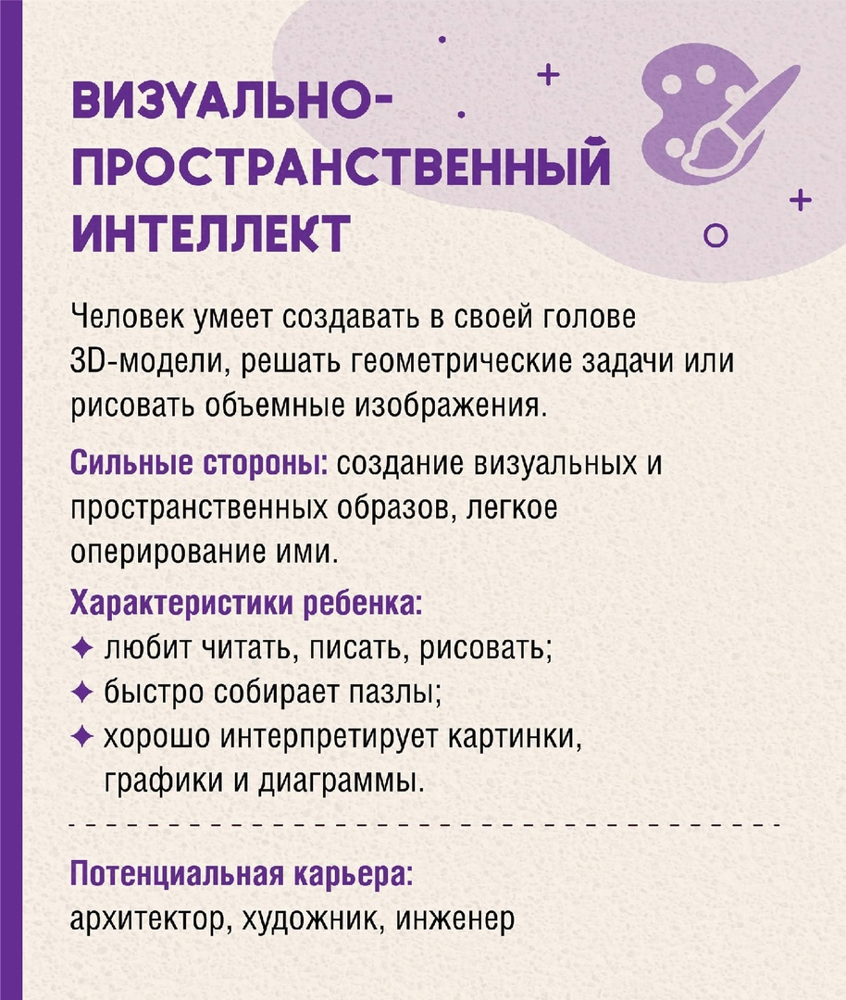 ВИЗУАЛЬНО-
ПРОСТРАНСТВЕННЫЙ
ИНТЕЛЛЕКТ
Человек умеет создавать в своей голове
3D-модели, решать геометрические задачи или
рисовать объемные изображения.
Сильные стороны: создание визуальных и
пространственных образов, легкое
оперирование ими.
Характеристики ребенка:
✦ любит читать, писать, рисовать;
✦ быстро собирает пазлы;
✦ хорошо интерпретирует картинки,
графики и диаграммы.
Потенциальная карьера:
архитектор, художник, инженер